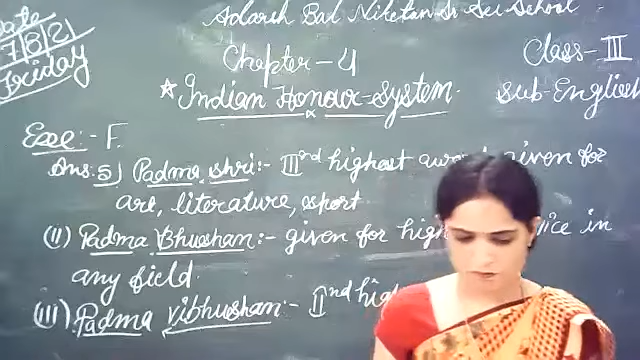 Adarsh Bal Niketan Sr Sec School
Date
7|8|21
Friday
Chapter - 4
Class - III
* Indian Honour System
Sub - English
Exe :- F.
Ans. 5) Padma shri :- IIInd highest given for
art, literature, sport
(II) Padma Bhushan :- given for in
any field.
(III) Padma Vibhushan :- IInd